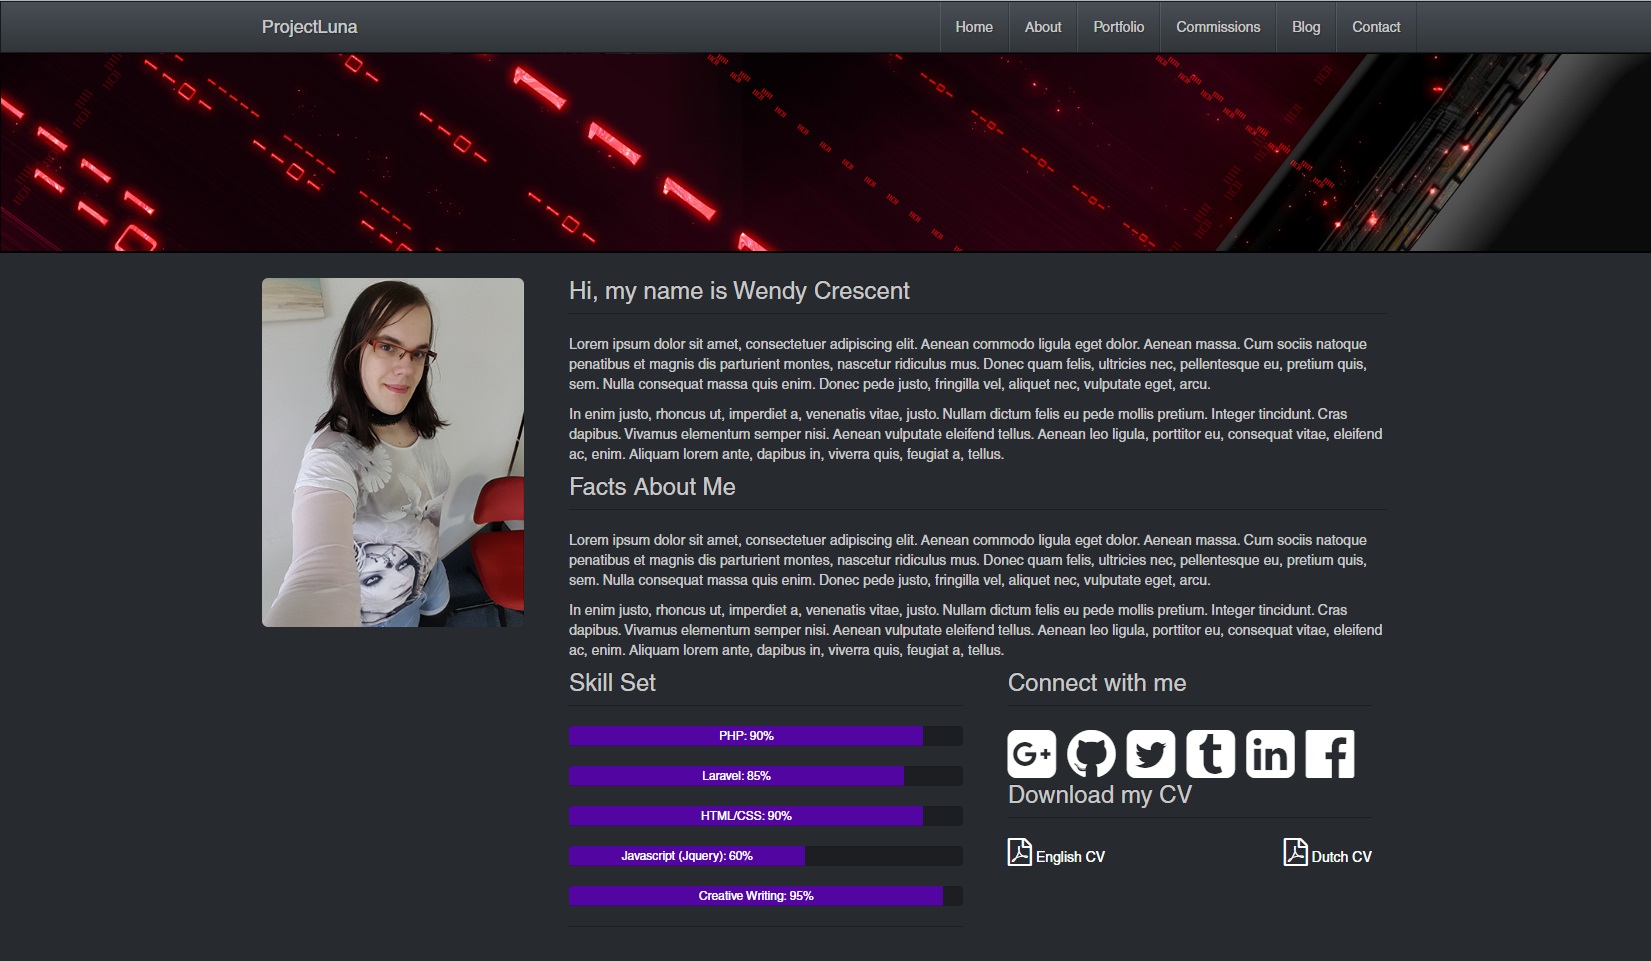 ProjectLuna
Home About Portfolio Commissions Blog Contact
Hi, my name is Wendy Crescent
Lorem ipsum dolor sit amet, consectetuer adipiscing elit. Aenean commodo ligula eget dolor. Aenean massa. Cum sociis natoque
penatibus et magnis dis parturient montes, nascetur ridiculus mus. Donec quam felis, ultricies nec, pellentesque eu, pretium quis,
sem. Nulla consequat massa quis enim. Donec pede justo, fringilla vel, aliquet nec, vulputate eget, arcu.
In enim justo, rhoncus ut, imperdiet a, venenatis vitae, justo. Nullam dictum felis eu pede mollis pretium. Integer tincidunt. Cras
dapibus. Vivamus elementum semper nisi. Aenean vulputate eleifend tellus. Aenean leo ligula, porttitor eu, consequat vitae, eleifend
ac, enim. Aliquam lorem ante, dapibus in, viverra quis, feugiat a, tellus.
Facts About Me
Lorem ipsum dolor sit amet, consectetuer adipiscing elit. Aenean commodo ligula eget dolor. Aenean massa. Cum sociis natoque
penatibus et magnis dis parturient montes, nascetur ridiculus mus. Donec quam felis, ultricies nec, pellentesque eu, pretium quis,
sem. Nulla consequat massa quis enim. Donec pede justo, fringilla vel, aliquet nec, vulputate eget, arcu.
In enim justo, rhoncus ut, imperdiet a, venenatis vitae, justo. Nullam dictum felis eu pede mollis pretium. Integer tincidunt. Cras
dapibus. Vivamus elementum semper nisi. Aenean vulputate eleifend tellus. Aenean leo ligula, porttitor eu, consequat vitae, eleifend
ac, enim. Aliquam lorem ante, dapibus in, viverra quis, feugiat a, tellus.
Skill Set
PHP: 90%
Laravel: 85%
HTML/CSS: 90%
Javascript (Jquery): 60%
Creative Writing: 95%
Connect with me
G+ t in f
Download my CV
English CV Dutch CV